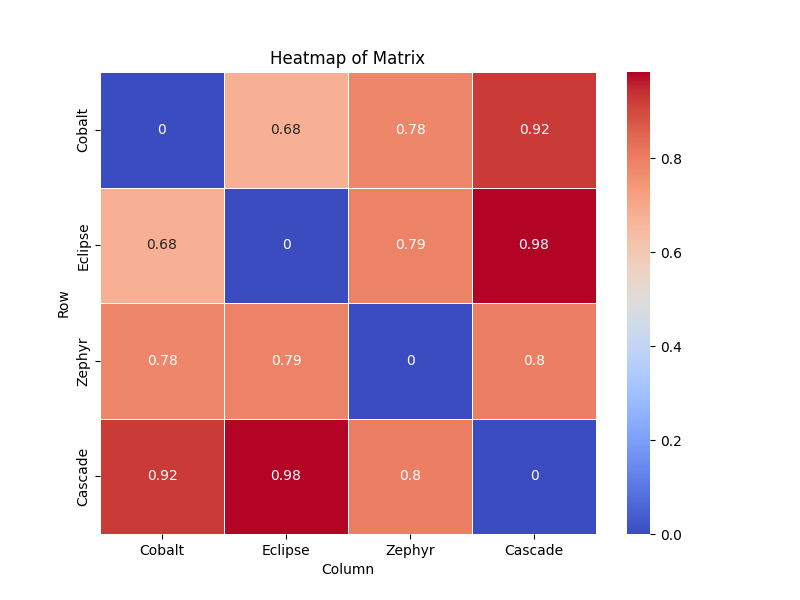 Heatmap of Matrix
Cobalt 0 0.68 0.78 0.92
Eclipse 0.68 0 0.79 0.98
Zephyr 0.78 0.79 0 0.8
Cascade 0.92 0.98 0.8 0
Cobalt Eclipse Zephyr Cascade
Column
Row
0.8
0.6
0.4
0.2
0.0